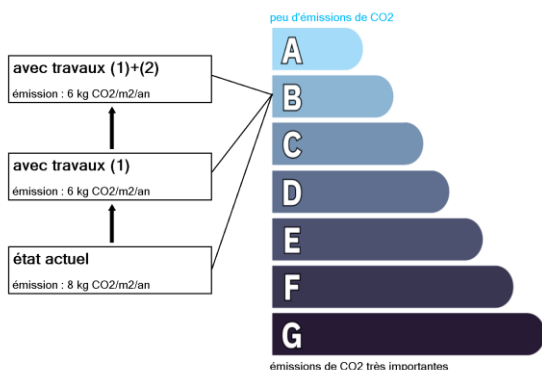 peu d'émissions de CO2
avec travaux (1)+(2)
émission : 6 kg CO2/m2/an
avec travaux (1)
émission : 6 kg CO2/m2/an
état actuel
émission : 8 kg CO2/m2/an
A
B
C
D
E
F
G
émissions de CO2 très importantes